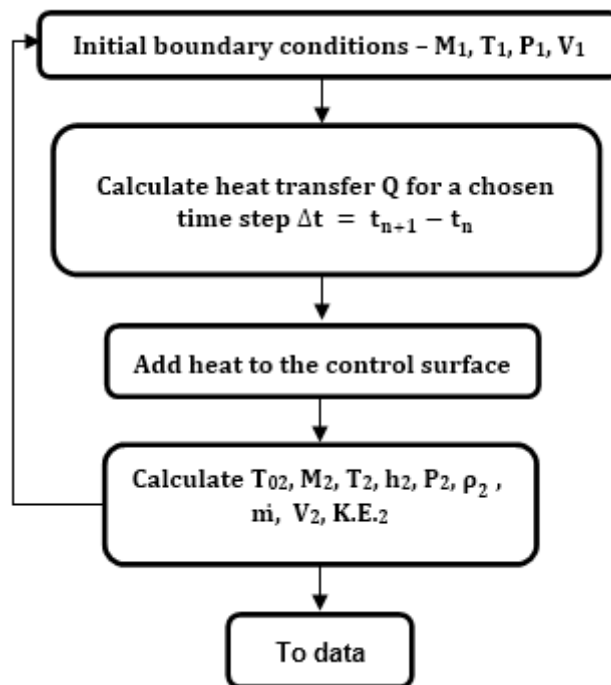 Initial boundary conditions – M₁, T₁, P₁, V₁
Calculate heat transfer Q for a chosen
time step Δt = tₙ₊₁ − tₙ
Add heat to the control surface
Calculate T₀₂, M₂, T₂, h₂, P₂, ρ₂ ,
ṁ, V₂, K.E.₂
To data